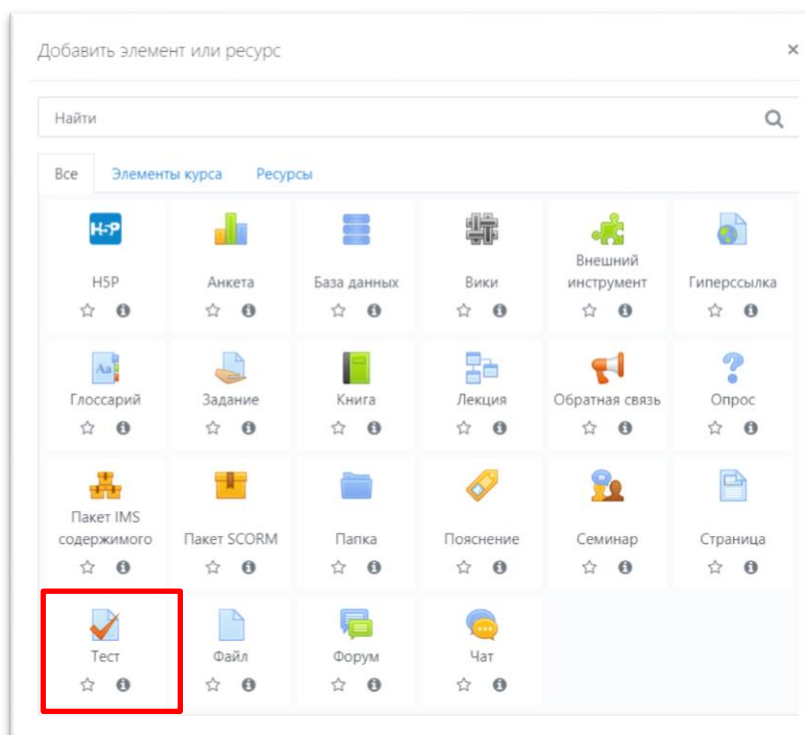 Добавить элемент или ресурс
Найти
Все Элементы курса Ресурсы
H5P
H5P Анкета База данных Вики Внешний инструмент Гиперссылка
Aa
Глоссарий Задание Книга Лекция Обратная связь Опрос
Пакет IMS содержимого Пакет SCORM Папка Пояснение Семинар Страница
Тест Файл Форум Чат